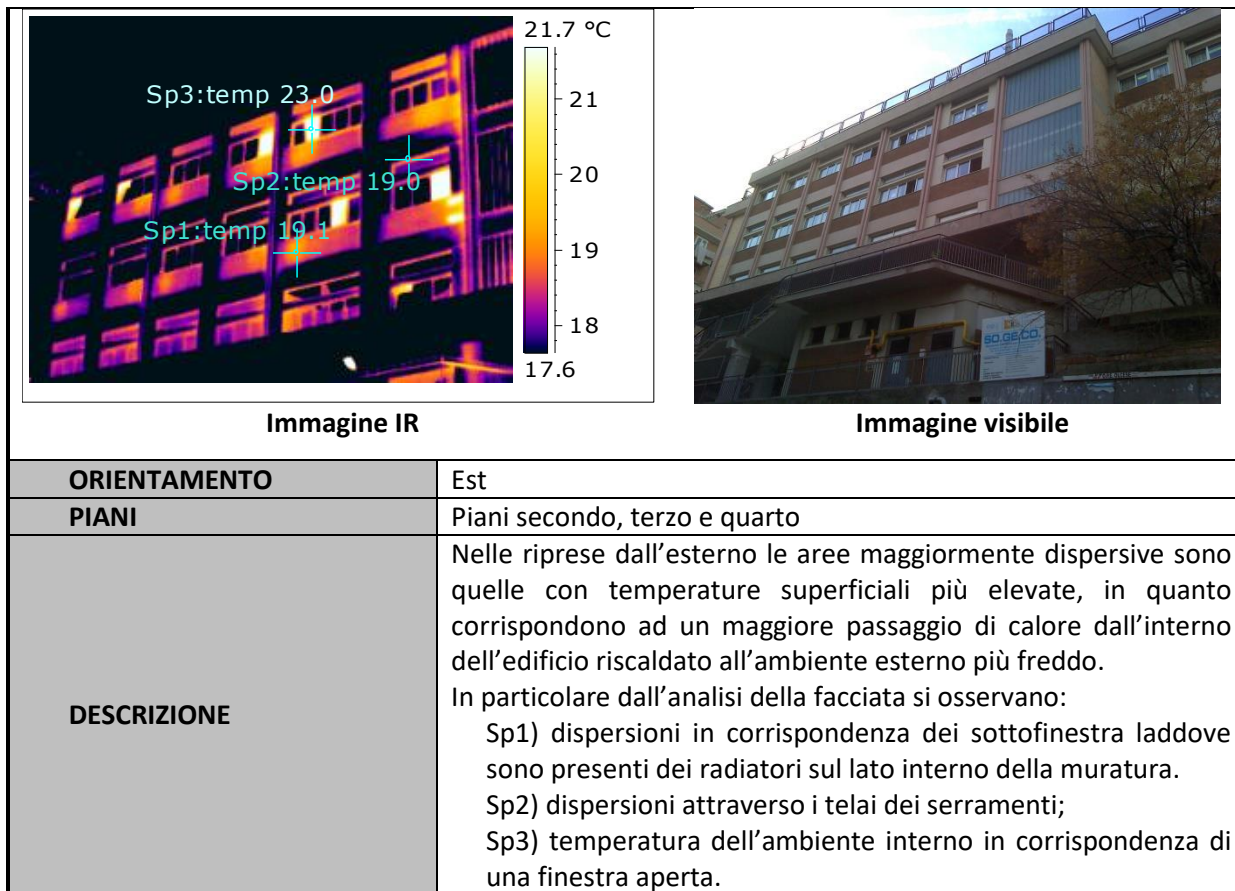 21.7 °C
Sp3:temp 23.0
21
Sp2:temp 19.0
20
Sp1:temp 19.1
19
18
17.6
SO.GE.CO.
Immagine IR
Immagine visibile
ORIENTAMENTO
Est
PIANI
Piani secondo, terzo e quarto
DESCRIZIONE
Nelle riprese dall’esterno le aree maggiormente dispersive sono
quelle con temperature superficiali più elevate, in quanto
corrispondono ad un maggiore passaggio di calore dall’interno
dell’edificio riscaldato all’ambiente esterno più freddo.
In particolare dall’analisi della facciata si osservano:
Sp1) dispersioni in corrispondenza dei sottofinestra laddove
sono presenti dei radiatori sul lato interno della muratura.
Sp2) dispersioni attraverso i telai dei serramenti;
Sp3) temperatura dell’ambiente interno in corrispondenza di
una finestra aperta.